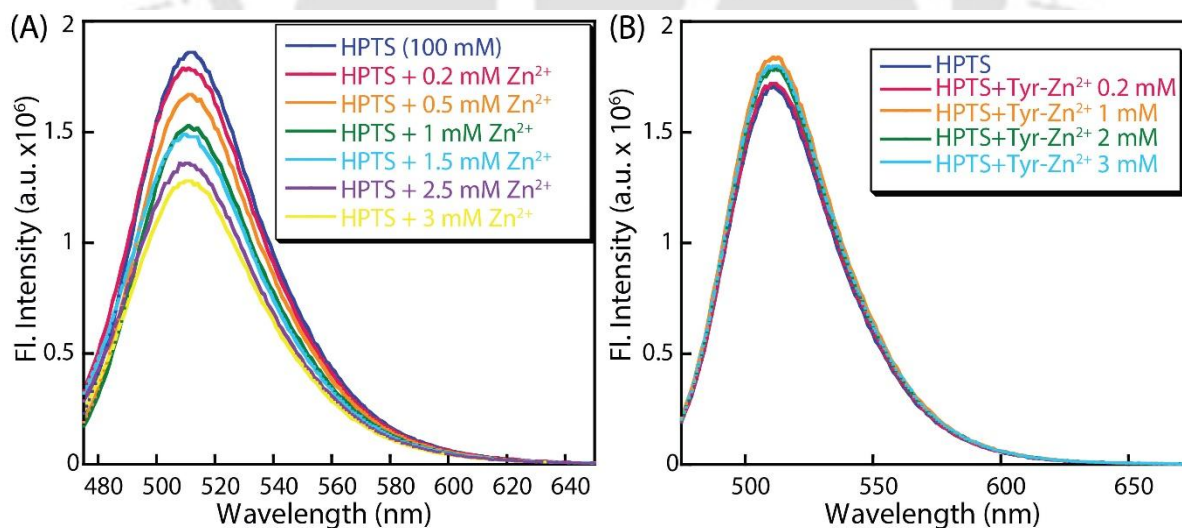 (A)
2
1.5
1
0.5
0
Fl. Intensity (a.u. x10⁶)
HPTS (100 mM)
HPTS + 0.2 mM Zn²⁺
HPTS + 0.5 mM Zn²⁺
HPTS + 1 mM Zn²⁺
HPTS + 1.5 mM Zn²⁺
HPTS + 2.5 mM Zn²⁺
HPTS + 3 mM Zn²⁺
480 500 520 540 560 580 600 620 640
Wavelength (nm)
(B)
2
1.5
1
0.5
0
Fl. Intensity (a.u. x10⁶)
HPTS
HPTS+Tyr-Zn²⁺ 0.2 mM
HPTS+Tyr-Zn²⁺ 1 mM
HPTS+Tyr-Zn²⁺ 2 mM
HPTS+Tyr-Zn²⁺ 3 mM
500 550 600 650
Wavelength (nm)